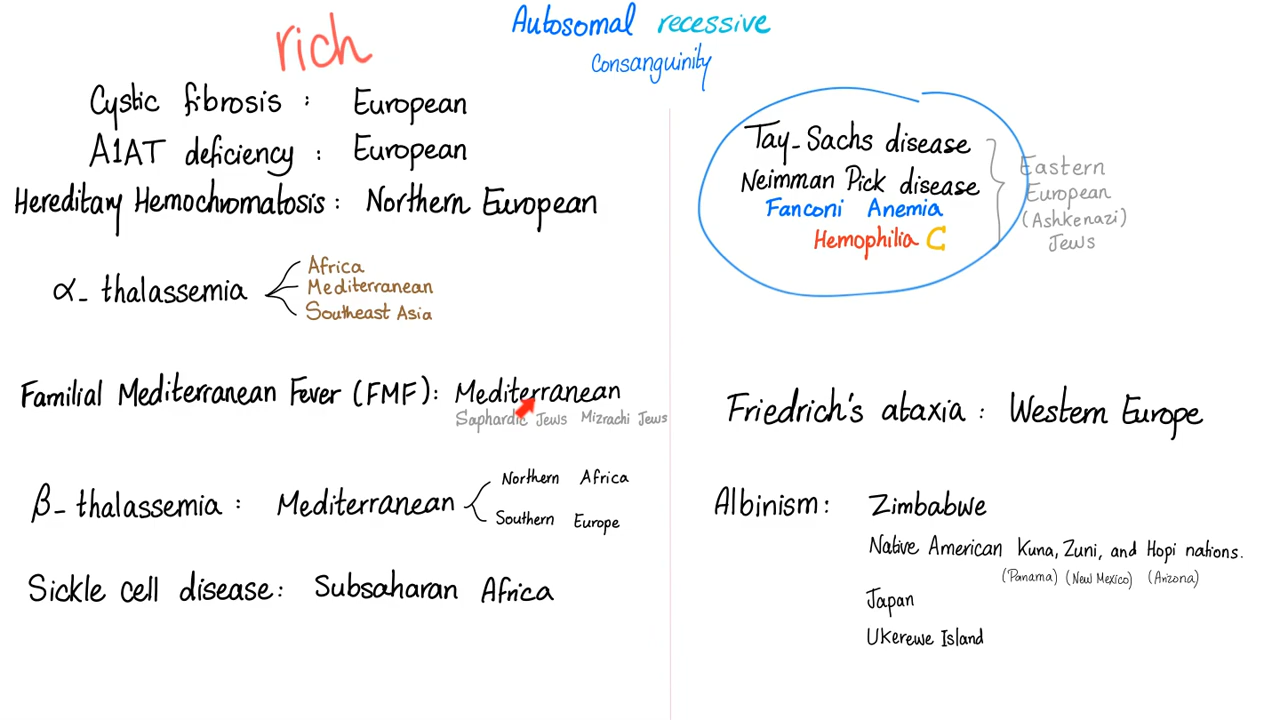 rich
Autosomal recessive
Consanguinity
Cystic fibrosis : European
A1AT deficiency : European
Hereditary Hemochromatosis : Northern European
α- thalassemia
Africa
Mediterranean
Southeast Asia
Familial Mediterranean Fever (FMF): Mediterranean
Saphardic Jews Mizrachi Jews
β- thalassemia : Mediterranean
Northern Africa
Southern Europe
Sickle cell disease: Subsaharan Africa
Tay-Sachs disease
Neimman Pick disease
Fanconi Anemia
Hemophilia C
Eastern
European
(Ashkenazi)
Jews
Friedrich's ataxia : Western Europe
Albinism: Zimbabwe
Native American Kuna, Zuni, and Hopi nations.
(Panama) (New Mexico) (Arizona)
Japan
Ukerewe Island